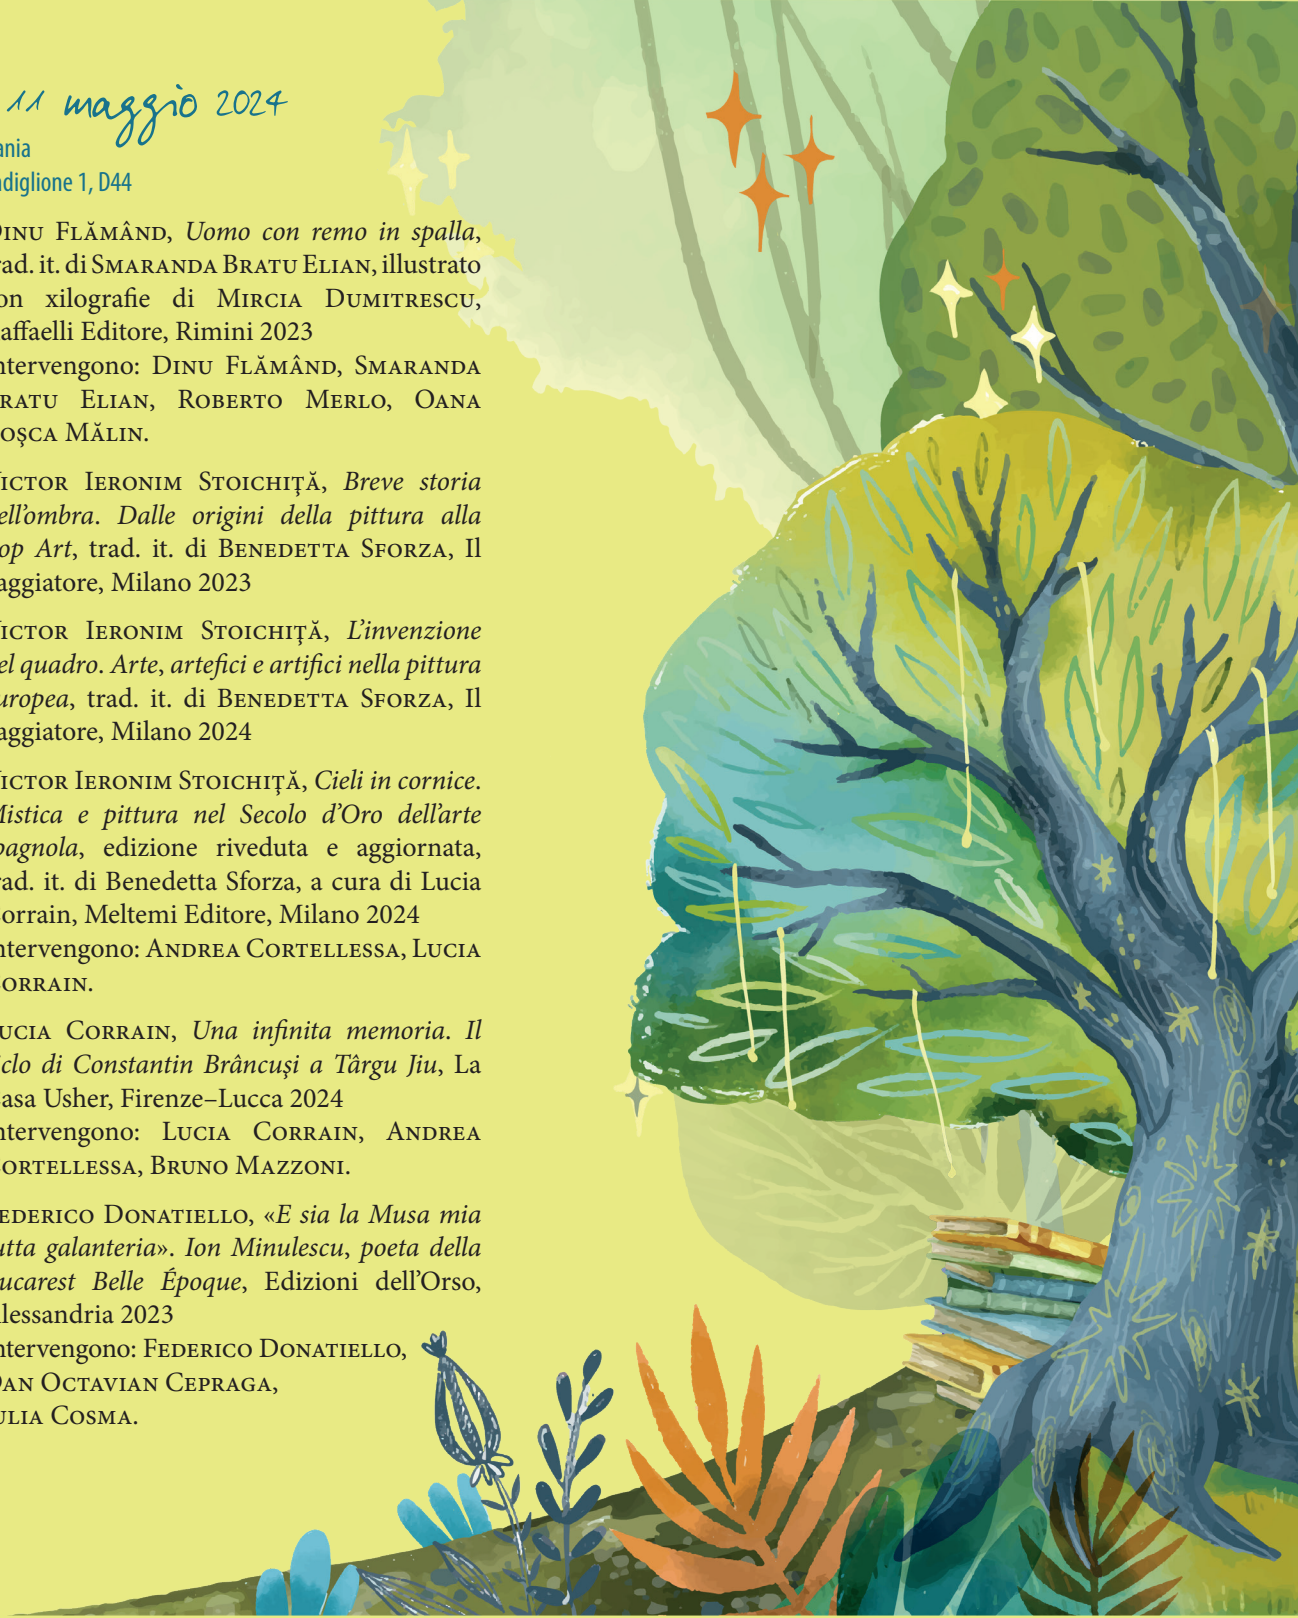 11 maggio 2024
ania
adiglione 1, D44
DINU FLĂMÂND, Uomo con remo in spalla,
rad. it. di SMARANDA BRATU ELIAN, illustrato
on xilografie di MIRCIA DUMITRESCU,
affaelli Editore, Rimini 2023
ntervengono: DINU FLĂMÂND, SMARANDA
RATU ELIAN, ROBERTO MERLO, OANA
OȘCA MĂLIN.
ICTOR IERONIM STOICHIŢĂ, Breve storia
ell’ombra. Dalle origini della pittura alla
op Art, trad. it. di BENEDETTA SFORZA, Il
aggiatore, Milano 2023
ICTOR IERONIM STOICHIŢĂ, L’invenzione
el quadro. Arte, artefici e artifici nella pittura
uropea, trad. it. di BENEDETTA SFORZA, Il
aggiatore, Milano 2024
ICTOR IERONIM STOICHIŢĂ, Cieli in cornice.
Mistica e pittura nel Secolo d’Oro dell’arte
pagnola, edizione riveduta e aggiornata,
rad. it. di Benedetta Sforza, a cura di Lucia
orrain, Meltemi Editore, Milano 2024
ntervengono: ANDREA CORTELLESSA, LUCIA
ORRAIN.
UCIA CORRAIN, Una infinita memoria. Il
iclo di Constantin Brâncuşi a Târgu Jiu, La
asa Usher, Firenze–Lucca 2024
ntervengono: LUCIA CORRAIN, ANDREA
ORTELLESSA, BRUNO MAZZONI.
EDERICO DONATIELLO, «E sia la Musa mia
utta galanteria». Ion Minulescu, poeta della
ucarest Belle Époque, Edizioni dell’Orso,
lessandria 2023
ntervengono: FEDERICO DONATIELLO,
DAN OCTAVIAN CEPRAGA,
ULIA COSMA.